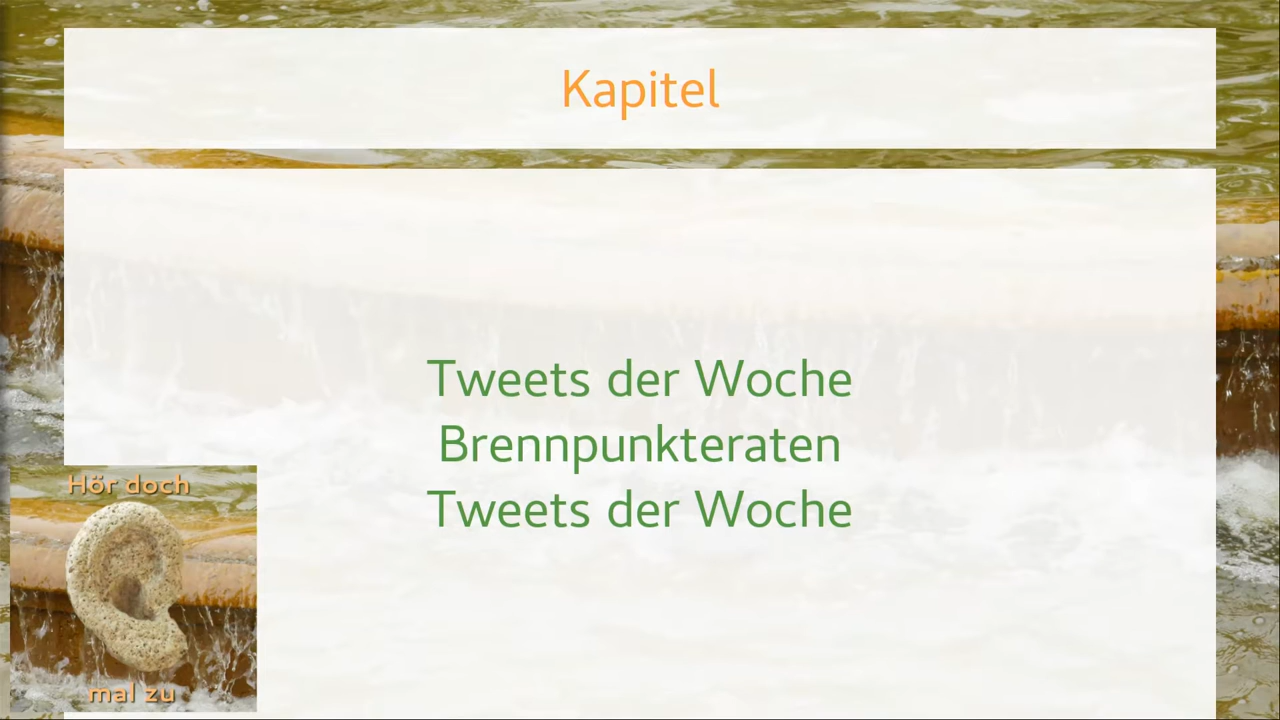 Kapitel
Tweets der Woche
Brennpunkteraten
Tweets der Woche
Hör doch
mal zu